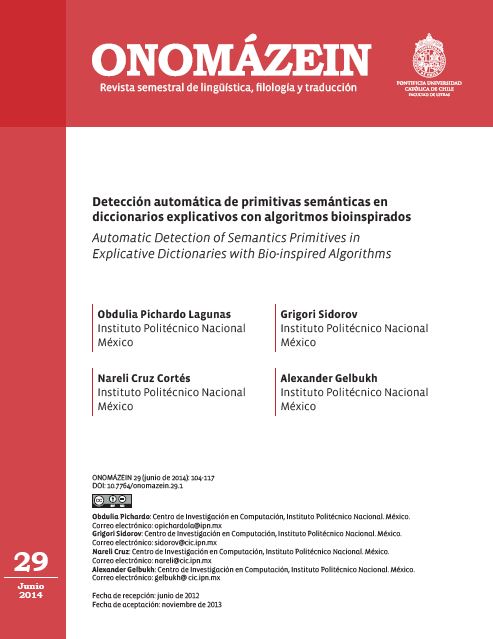 ONOMÁZEIN
Revista semestral de lingüística, filología y traducción
PONTIFICIA UNIVERSIDAD
CATÓLICA DE CHILE
FACULTAD DE LETRAS
Detección automática de primitivas semánticas en
diccionarios explicativos con algoritmos bioinspirados
Automatic Detection of Semantics Primitives in
Explicative Dictionaries with Bio-inspired Algorithms
Obdulia Pichardo Lagunas
Instituto Politécnico Nacional
México
Grigori Sidorov
Instituto Politécnico Nacional
México
Nareli Cruz Cortés
Instituto Politécnico Nacional
México
Alexander Gelbukh
Instituto Politécnico Nacional
México
ONOMÁZEIN 29 (junio de 2014): 104-117
DOI: 10.7764/onomazein.29.1
Obdulia Pichardo: Centro de Investigación en Computación, Instituto Politécnico Nacional. México.
Correo electrónico: opichardola@ipn.mx
Grigori Sidorov: Centro de Investigación en Computación, Instituto Politécnico Nacional. México.
Correo electrónico: sidorov@cic.ipn.mx
Nareli Cruz: Centro de Investigación en Computación, Instituto Politécnico Nacional. México.
Correo electrónico: nareli@cic.ipn.mx
Alexander Gelbukh: Centro de Investigación en Computación, Instituto Politécnico Nacional. México.
Correo electrónico: gelbukh@ cic.ipn.mx
Fecha de recepción: junio de 2012
Fecha de aceptación: noviembre de 2013
29
Junio
2014